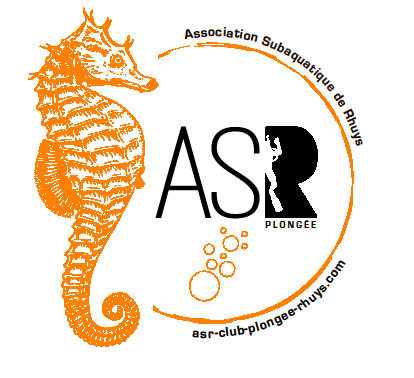 Association Subaquatique de Rhuys
ASR
PLONGÉE
asr-club-plongee-rhuys.com